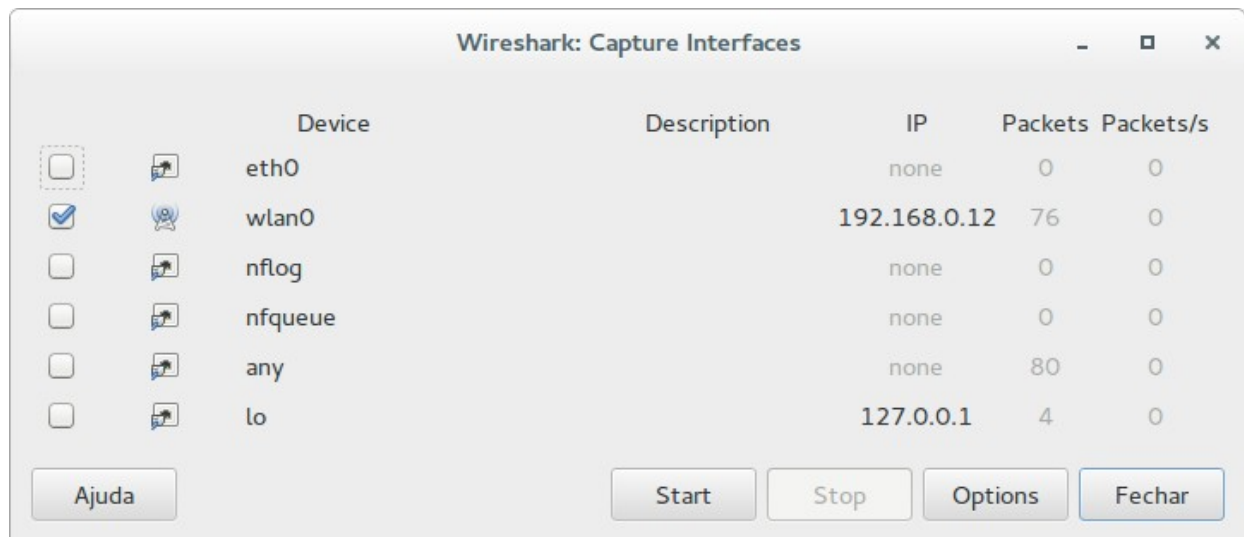 Wireshark: Capture Interfaces
Device Description IP Packets Packets/s
eth0 none 0 0
wlan0 192.168.0.12 76 0
nflog none 0 0
nfqueue none 0 0
any none 80 0
lo 127.0.0.1 4 0
Ajuda Start Stop Options Fechar